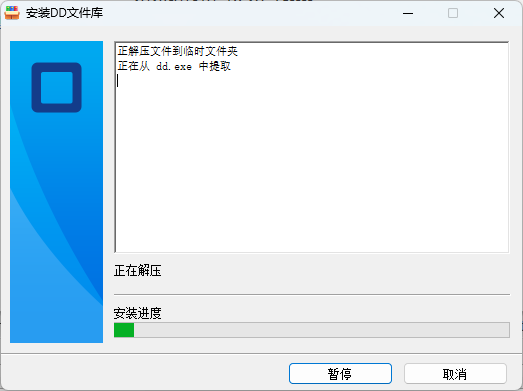 安装DD文件库
正解压文件到临时文件夹
正在从 dd.exe 中提取
正在解压
安装进度
暂停
取消